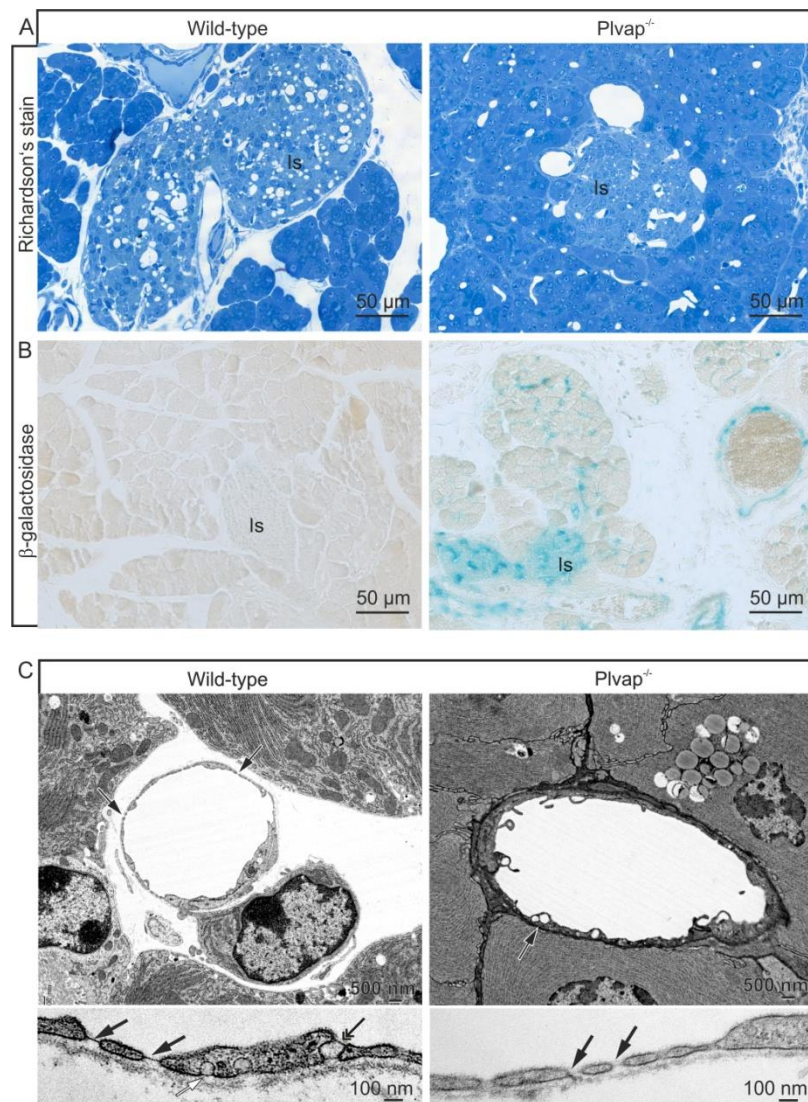 A
Wild-type
Plvap-/-
Richardson's stain
Is
50 µm
Is
50 µm
B
β-galactosidase
Is
50 µm
Is
50 µm
C
Wild-type
Plvap-/-
500 nm
500 nm
100 nm
100 nm